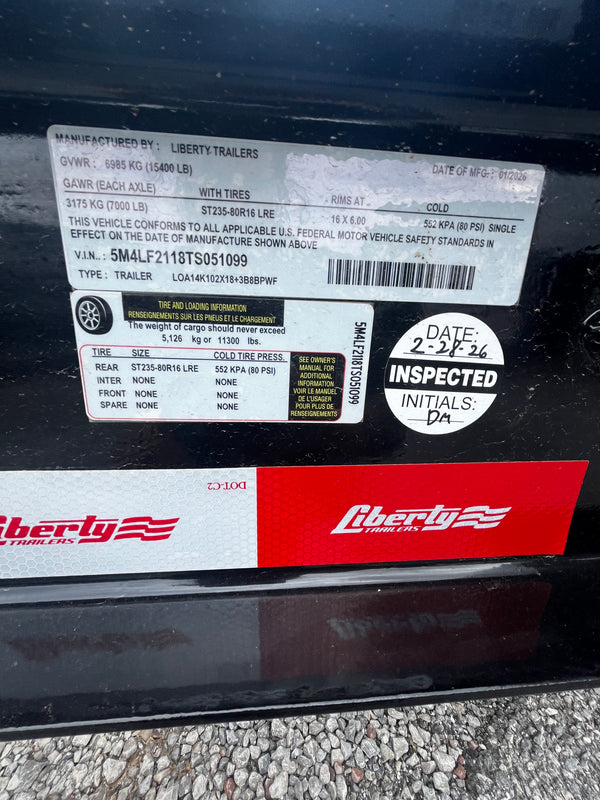 MANUFACTURED BY : LIBERTY TRAILERS DATE OF MFG. : 01/2026
GVWR : 6985 KG (15400 LB)
GAWR (EACH AXLE) WITH TIRES RIMS AT COLD
3175 KG (7000 LB) ST235-80R16 LRE 16 X 6.00 552 KPA (80 PSI) SINGLE
THIS VEHICLE CONFORMS TO ALL APPLICABLE U.S. FEDERAL MOTOR VEHICLE SAFETY STANDARDS IN
EFFECT ON THE DATE OF MANUFACTURE SHOWN ABOVE
V.I.N.: 5M4LF2118TS051099
TYPE : TRAILER LOA14K102X18+3B8BPWF
TIRE AND LOADING INFORMATION
RENSEIGNEMENTS SUR LES PNEUS ET LE CHARGEMENT
The weight of cargo should never exceed
5,126 kg or 11300 lbs.
TIRE SIZE COLD TIRE PRESS.
REAR ST235-80R16 LRE 552 KPA (80 PSI)
INTER NONE NONE
FRONT NONE NONE
SPARE NONE NONE
SEE OWNER'S
MANUAL FOR
ADDITIONAL
INFORMATION
VOIR LE MANUEL
DE L'USAGER
POUR PLUS DE
RENSEIGNEMENTS
5M4LF2118TS051099
DATE:
2-28-26
INSPECTED
INITIALS:
DM
DOT-C2
Liberty
TRAILERS
Liberty
TRAILERS